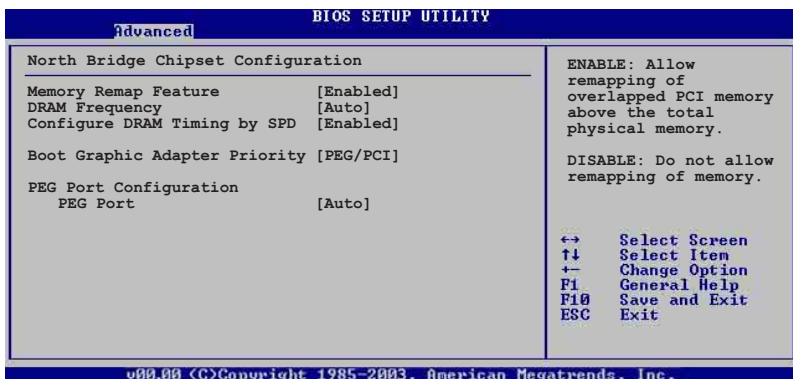 BIOS SETUP UTILITY
Advanced
North Bridge Chipset Configuration
Memory Remap Feature [Enabled]
DRAM Frequency [Auto]
Configure DRAM Timing by SPD [Enabled]
Boot Graphic Adapter Priority [PEG/PCI]
PEG Port Configuration
PEG Port [Auto]
ENABLE: Allow
remapping of
overlapped PCI memory
above the total
physical memory.
DISABLE: Do not allow
remapping of memory.
↔ Select Screen
↑↓ Select Item
+- Change Option
F1 General Help
F10 Save and Exit
ESC Exit
v00.00 (C)Copyright 1985-2003, American Megatrends, Inc.